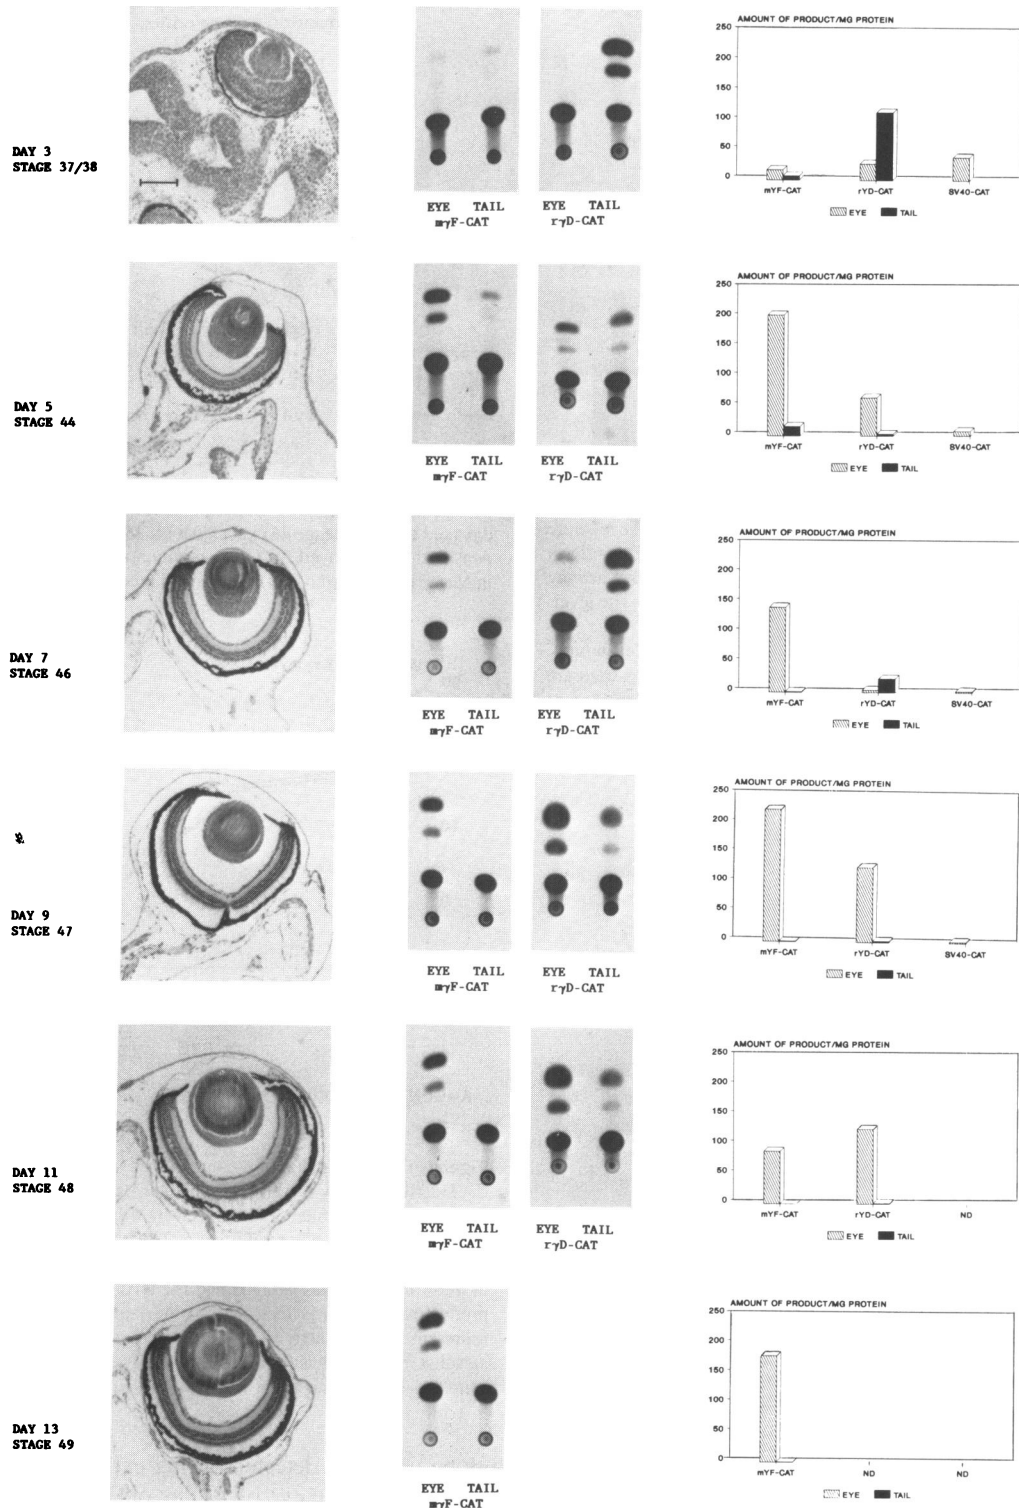 DAY 3
STAGE 37/38
EYE TAIL
mγF-CAT
EYE TAIL
rγD-CAT
AMOUNT OF PRODUCT/MG PROTEIN
250
200
150
100
50
0
mYF-CAT rYD-CAT SV40-CAT
EYE TAIL
DAY 5
STAGE 44
EYE TAIL
mγF-CAT
EYE TAIL
rγD-CAT
AMOUNT OF PRODUCT/MG PROTEIN
250
200
150
100
50
0
mYF-CAT rYD-CAT SV40-CAT
EYE TAIL
DAY 7
STAGE 46
EYE TAIL
mγF-CAT
EYE TAIL
rγD-CAT
AMOUNT OF PRODUCT/MG PROTEIN
250
200
150
100
50
0
mYF-CAT rYD-CAT SV40-CAT
EYE TAIL
DAY 9
STAGE 47
EYE TAIL
mγF-CAT
EYE TAIL
rγD-CAT
AMOUNT OF PRODUCT/MG PROTEIN
250
200
150
100
50
0
mYF-CAT rYD-CAT SV40-CAT
EYE TAIL
DAY 11
STAGE 48
EYE TAIL
mγF-CAT
EYE TAIL
rγD-CAT
AMOUNT OF PRODUCT/MG PROTEIN
250
200
150
100
50
0
mYF-CAT rYD-CAT ND
EYE TAIL
DAY 13
STAGE 49
EYE TAIL
mγF-CAT
AMOUNT OF PRODUCT/MG PROTEIN
250
200
150
100
50
0
mYF-CAT ND ND
EYE TAIL